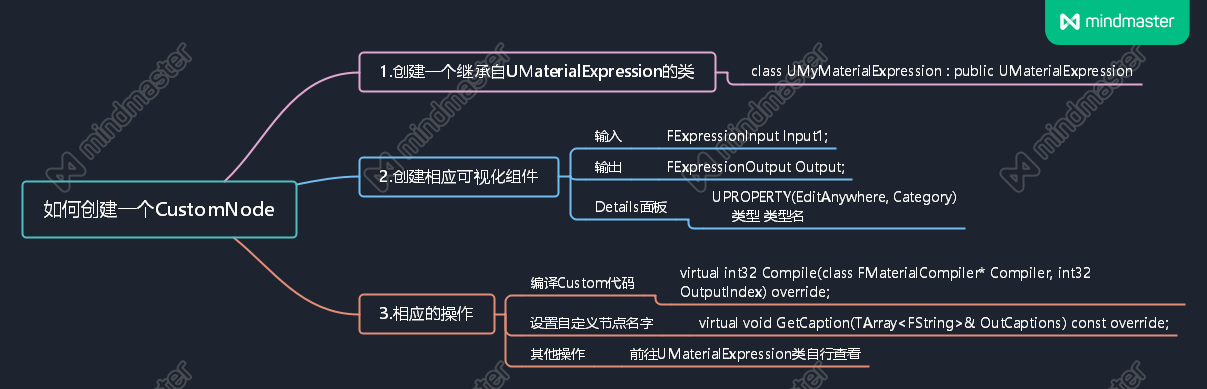 mindmaster
如何创建一个CustomNode
1.创建一个继承自UMaterialExpression的类
class UMyMaterialExpression : public UMaterialExpression
2.创建相应可视化组件
输入 FExpressionInput Input1;
输出 FExpressionOutput Output;
Details面板 UPROPERTY(EditAnywhere, Category)
类型 类型名
3.相应的操作
编译Custom代码 virtual int32 Compile(class FMaterialCompiler* Compiler, int32
OutputIndex) override;
设置自定义节点名字 virtual void GetCaption(TArray<FString>& OutCaptions) const override;
其他操作 前往UMaterialExpression类自行查看
mindmaster
mindmaster
mindmaster
mindmaster
mindmaster
mindmaster
mindmaster